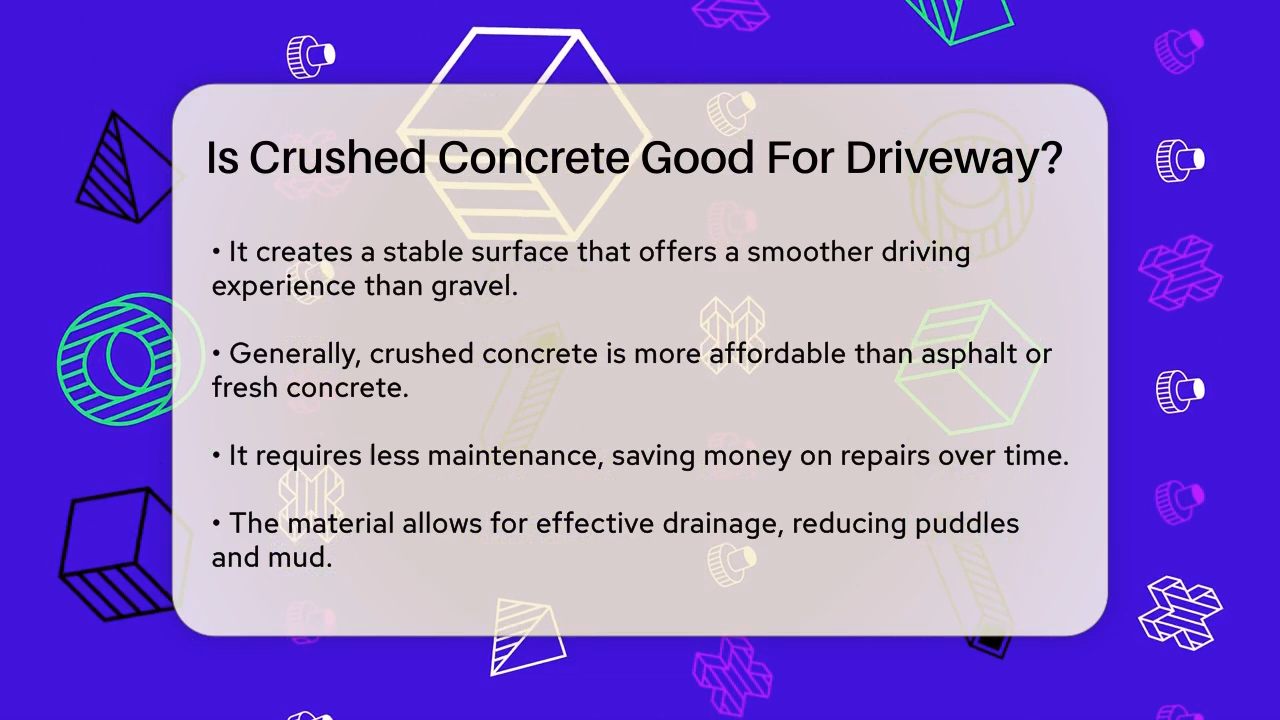 Is Crushed Concrete Good For Driveway?
• It creates a stable surface that offers a smoother driving
experience than gravel.
• Generally, crushed concrete is more affordable than asphalt or
fresh concrete.
• It requires less maintenance, saving money on repairs over time.
• The material allows for effective drainage, reducing puddles
and mud.